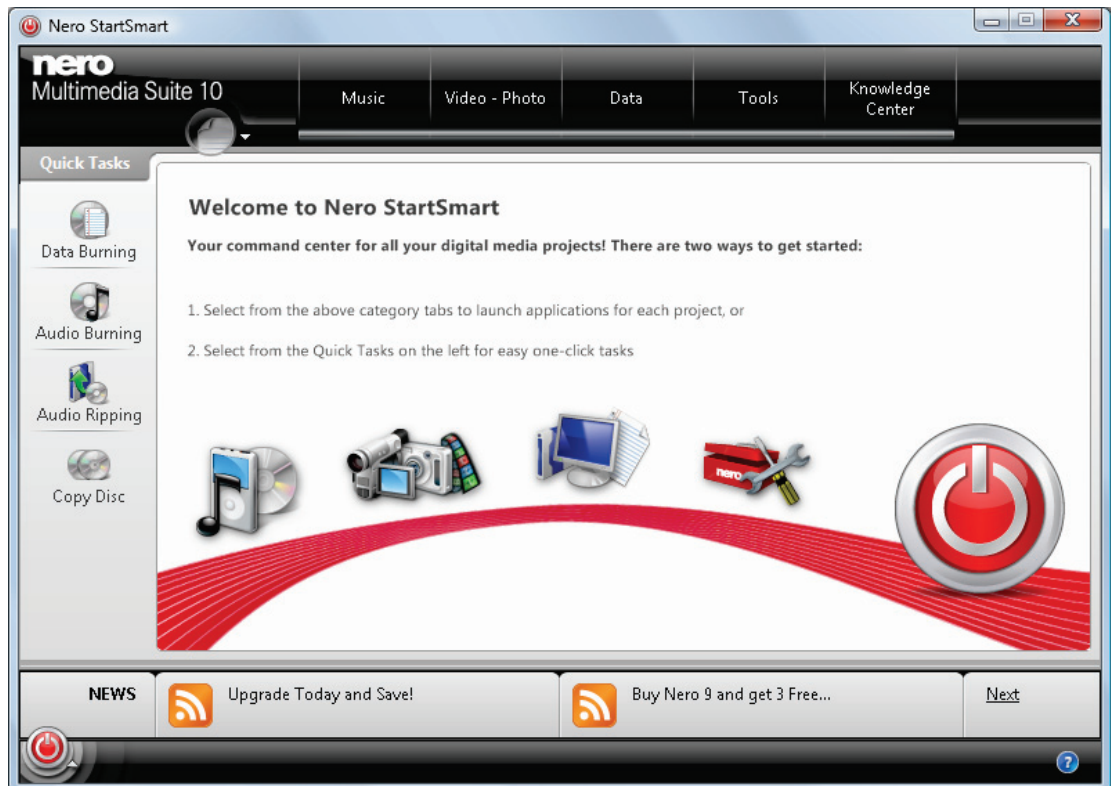 Nero StartSmart
nero
Multimedia Suite 10
Music
Video - Photo
Data
Tools
Knowledge
Center
Quick Tasks
Data Burning
Audio Burning
Audio Ripping
Copy Disc
Welcome to Nero StartSmart
Your command center for all your digital media projects! There are two ways to get started:
1. Select from the above category tabs to launch applications for each project, or
2. Select from the Quick Tasks on the left for easy one-click tasks
nero
NEWS
Upgrade Today and Save!
Buy Nero 9 and get 3 Free...
Next
?